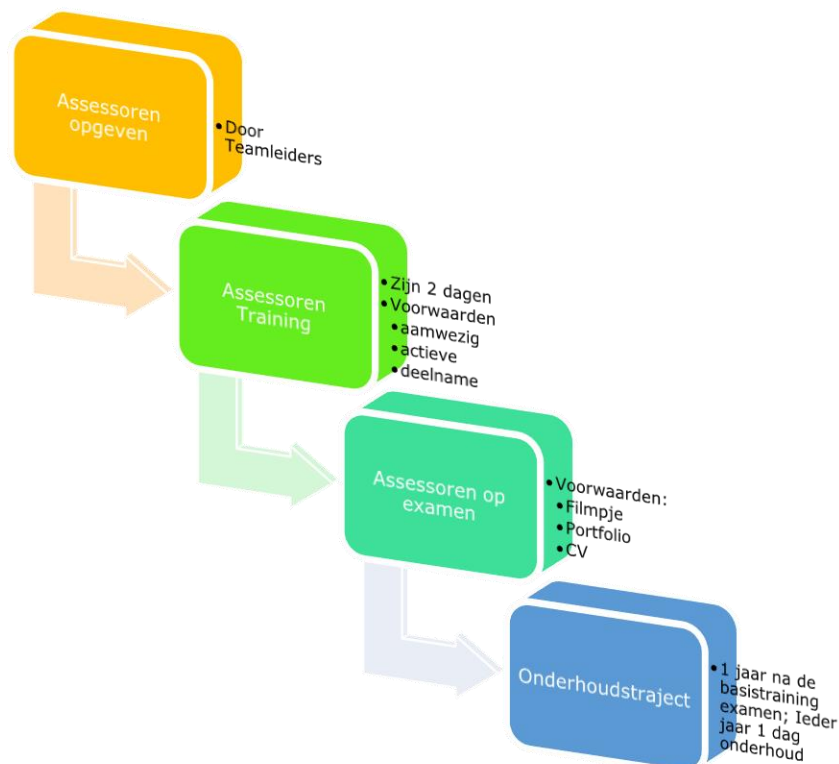 Assessoren
opgeven
•Door
Teamleiders
Assessoren
Training
•Zijn 2 dagen
•Voorwaarden
•aamwezig
•actieve
•deelname
Assessoren op
examen
•Voorwaarden:
•Filmpje
•Portfolio
•CV
Onderhoudstraject
•1 jaar na de
basistraining
examen; Ieder
jaar 1 dag
onderhoud